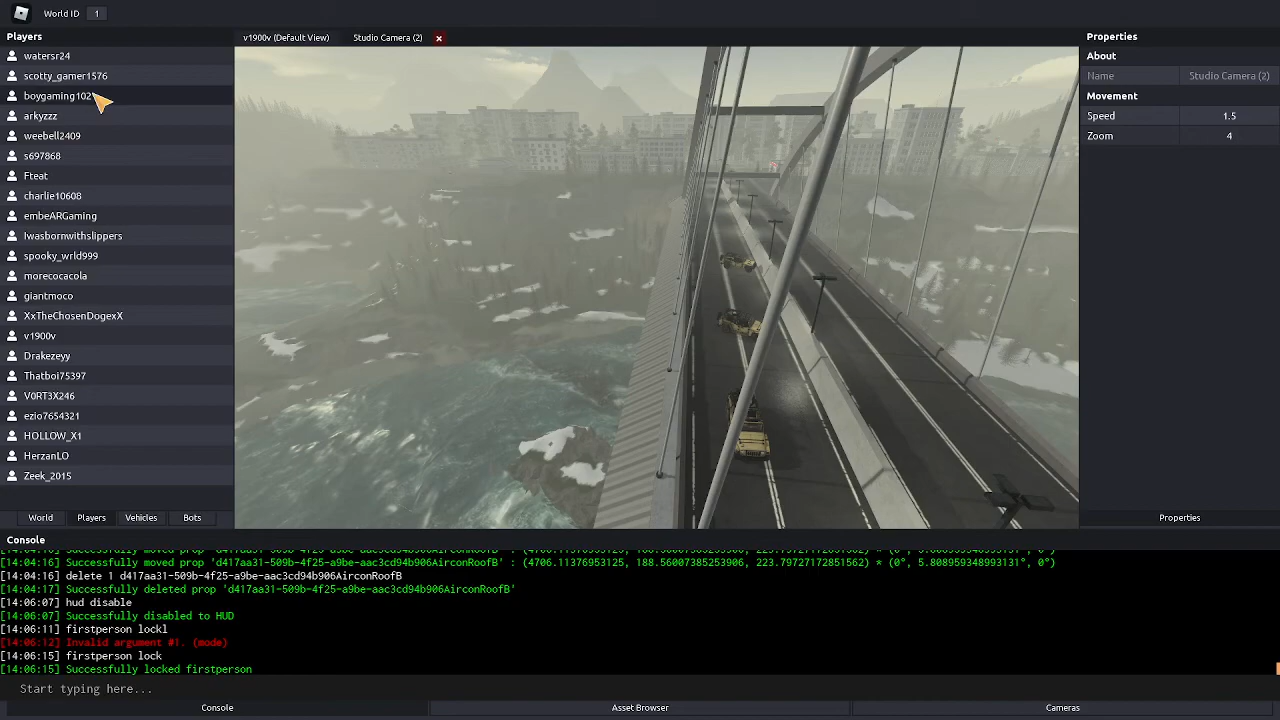 World ID 1
Players
watersr24
scotty_gamer1576
boygaming102
arkyzzz
weebell2409
s697868
Fteat
charlie10608
embeARGaming
Iwasbornwithslippers
spooky_wrld999
morecocacola
giantmoco
XxTheChosenDogexX
v1900v
Drakezeyy
Thatboi75397
V0RT3X246
ezio7654321
HOLLOW_X1
HerzanLO
Zeek_2015
World Players Vehicles Bots
v1900v (Default View) Studio Camera (2) x
Properties
About
Name Studio Camera (2)
Movement
Speed 1.5
Zoom 4
Properties
Console
[14:04:16] Successfully moved prop 'd417aa31-509b-4f25-a9be-aac3cd94b906AirconRoofB' : (4706.11376953125, 188.56007385253906, 223.79727172851562) * (0°, 5.808959348993131°, 0°)
[14:04:16] delete 1 d417aa31-509b-4f25-a9be-aac3cd94b906AirconRoofB
[14:04:16] Successfully deleted prop 'd417aa31-509b-4f25-a9be-aac3cd94b906AirconRoofB'
[14:06:07] hud disable
[14:06:07] Successfully disabled to HUD
[14:06:11] firstperson lockl
[14:06:12] Invalid argument #1. (mode)
[14:06:15] firstperson lock
[14:06:15] Successfully locked firstperson
Start typing here...
Console Asset Browser Cameras